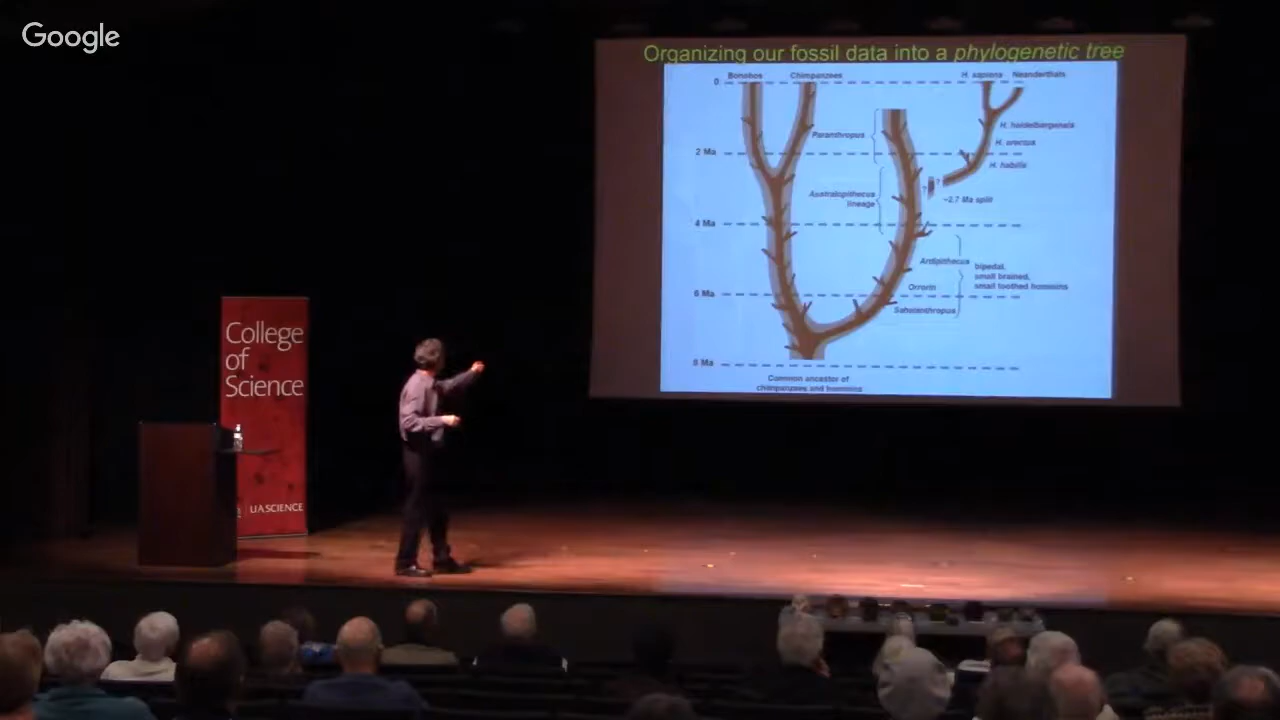 Google
Organizing our fossil data into a phylogenetic tree
0 Bonobos Chimpanzees H. sapiens Neanderthals
Paranthropus
H. heidelbergensis
H. erectus
2 Ma
H. habilis
Australopithecus
lineage
?
?
~2.7 Ma split
4 Ma
Ardipithecus
bipedal,
small brained,
small toothed hominins
Orrorin
6 Ma
Sahelanthropus
8 Ma
Common ancestor of
chimpanzees and hominins
College
of
Science
UA SCIENCE